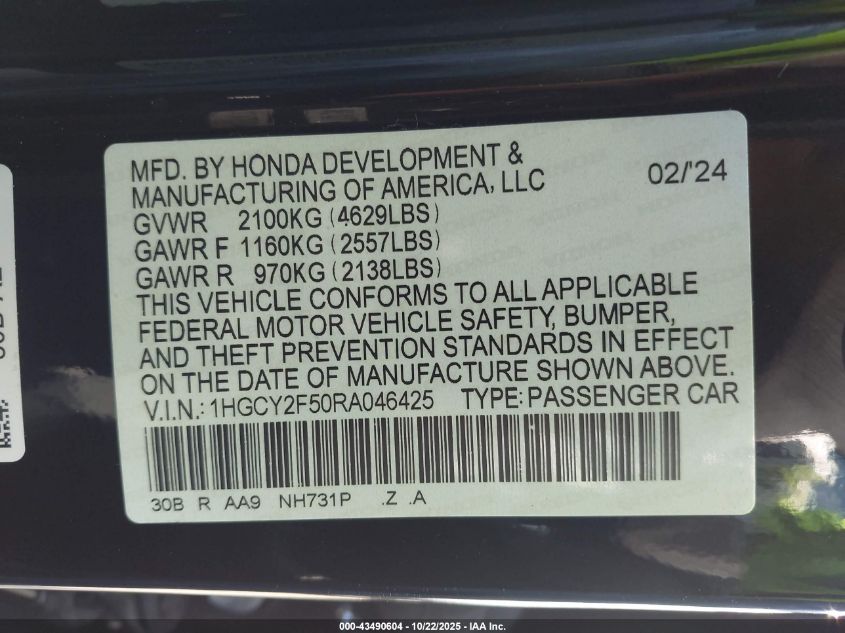 MFD. BY HONDA DEVELOPMENT &
MANUFACTURING OF AMERICA, LLC 02/'24
GVWR 2100KG (4629LBS)
GAWR F 1160KG (2557LBS)
GAWR R 970KG (2138LBS)
THIS VEHICLE CONFORMS TO ALL APPLICABLE
FEDERAL MOTOR VEHICLE SAFETY, BUMPER,
AND THEFT PREVENTION STANDARDS IN EFFECT
ON THE DATE OF MANUFACTURE SHOWN ABOVE.
V.I.N.: 1HGCY2F50RA046425 TYPE: PASSENGER CAR
30B R AA9 NH731P .Z .A
000-43490604 - 10/22/2025 - IAA Inc.